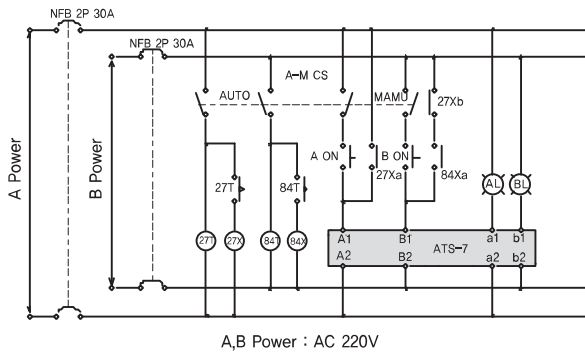 NFB 2P 30A
NFB 2P 30A
A-M CS
AUTO
MAMU
27Xb
A Power
B Power
A ON
B ON
27Xa
84Xa
27T
84T
AL
BL
27T
27X
84T
84X
A1
B1
a1
b1
ATS-7
A2
B2
a2
b2
A,B Power : AC 220V